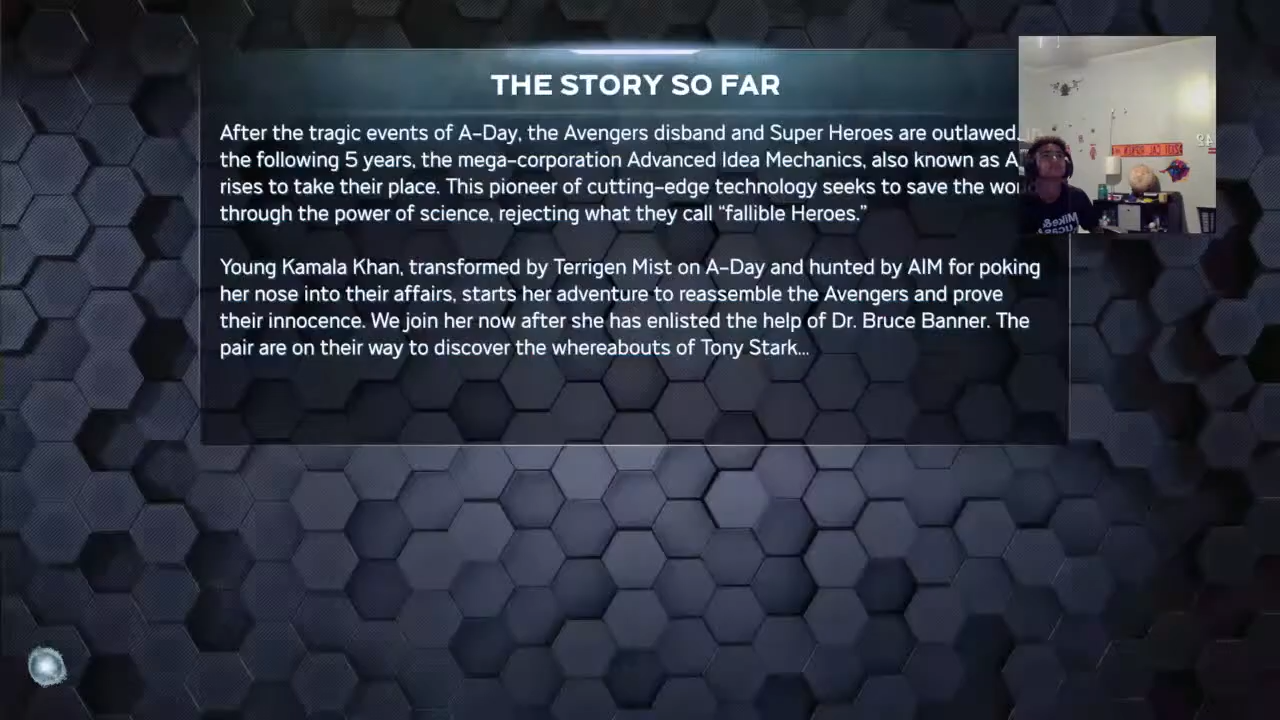 THE STORY SO FAR
After the tragic events of A-Day, the Avengers disband and Super Heroes are outlawed.
the following 5 years, the mega-corporation Advanced Idea Mechanics, also known as A
rises to take their place. This pioneer of cutting-edge technology seeks to save the
through the power of science, rejecting what they call “fallible Heroes.”
Young Kamala Khan, transformed by Terrigen Mist on A-Day and hunted by AIM for poking
her nose into their affairs, starts her adventure to reassemble the Avengers and prove
their innocence. We join her now after she has enlisted the help of Dr. Bruce Banner. The
pair are on their way to discover the whereabouts of Tony Stark...
Mike&